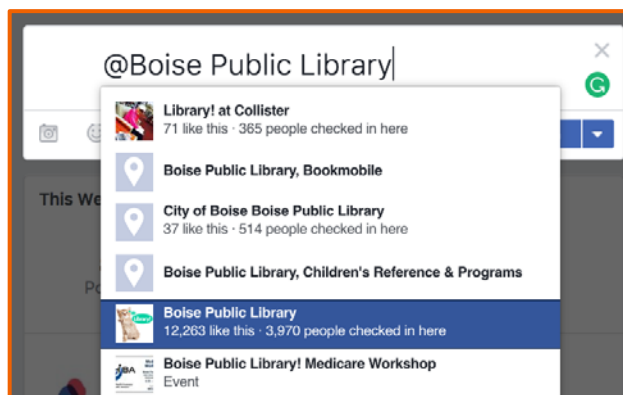 @Boise Public Library
Library! at Collister
71 like this · 365 people checked in here
Boise Public Library, Bookmobile
City of Boise Boise Public Library
37 like this · 514 people checked in here
Boise Public Library, Children's Reference & Programs
Boise Public Library
12,263 like this · 3,970 people checked in here
Boise Public Library! Medicare Workshop
Event
This We
Po